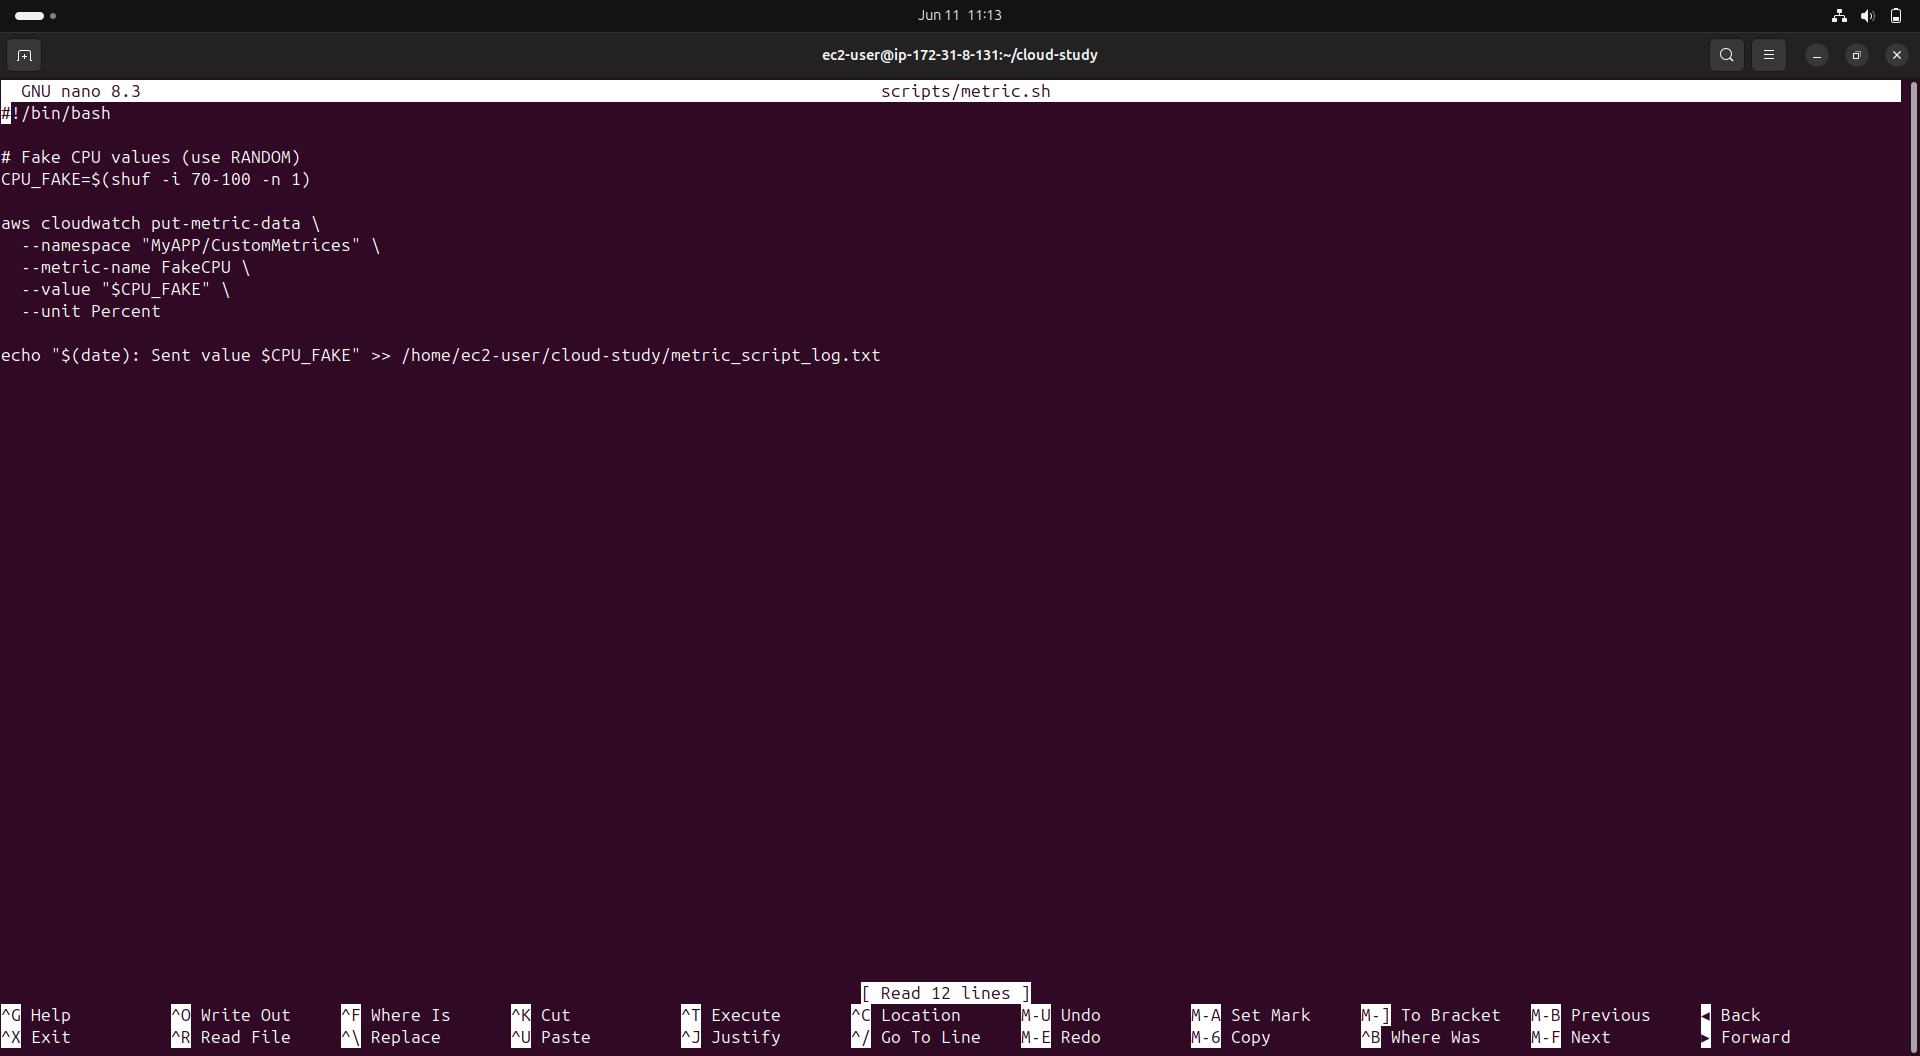 Jun 11 11:13
ec2-user@ip-172-31-8-131:~/cloud-study
GNU nano 8.3 scripts/metric.sh
#!/bin/bash
# Fake CPU values (use RANDOM)
CPU_FAKE=$(shuf -i 70-100 -n 1)
aws cloudwatch put-metric-data \
--namespace "MyAPP/CustomMetrices" \
--metric-name FakeCPU \
--value "$CPU_FAKE" \
--unit Percent
echo "$(date): Sent value $CPU_FAKE" >> /home/ec2-user/cloud-study/metric_script_log.txt
[ Read 12 lines ]
^G Help ^O Write Out ^F Where Is ^K Cut ^T Execute ^C Location M-U Undo M-A Set Mark M-] To Bracket M-B Previous ◂ Back
^X Exit ^R Read File ^\ Replace ^U Paste ^J Justify ^/ Go To Line M-E Redo M-6 Copy ^B Where Was M-F Next ▸ Forward